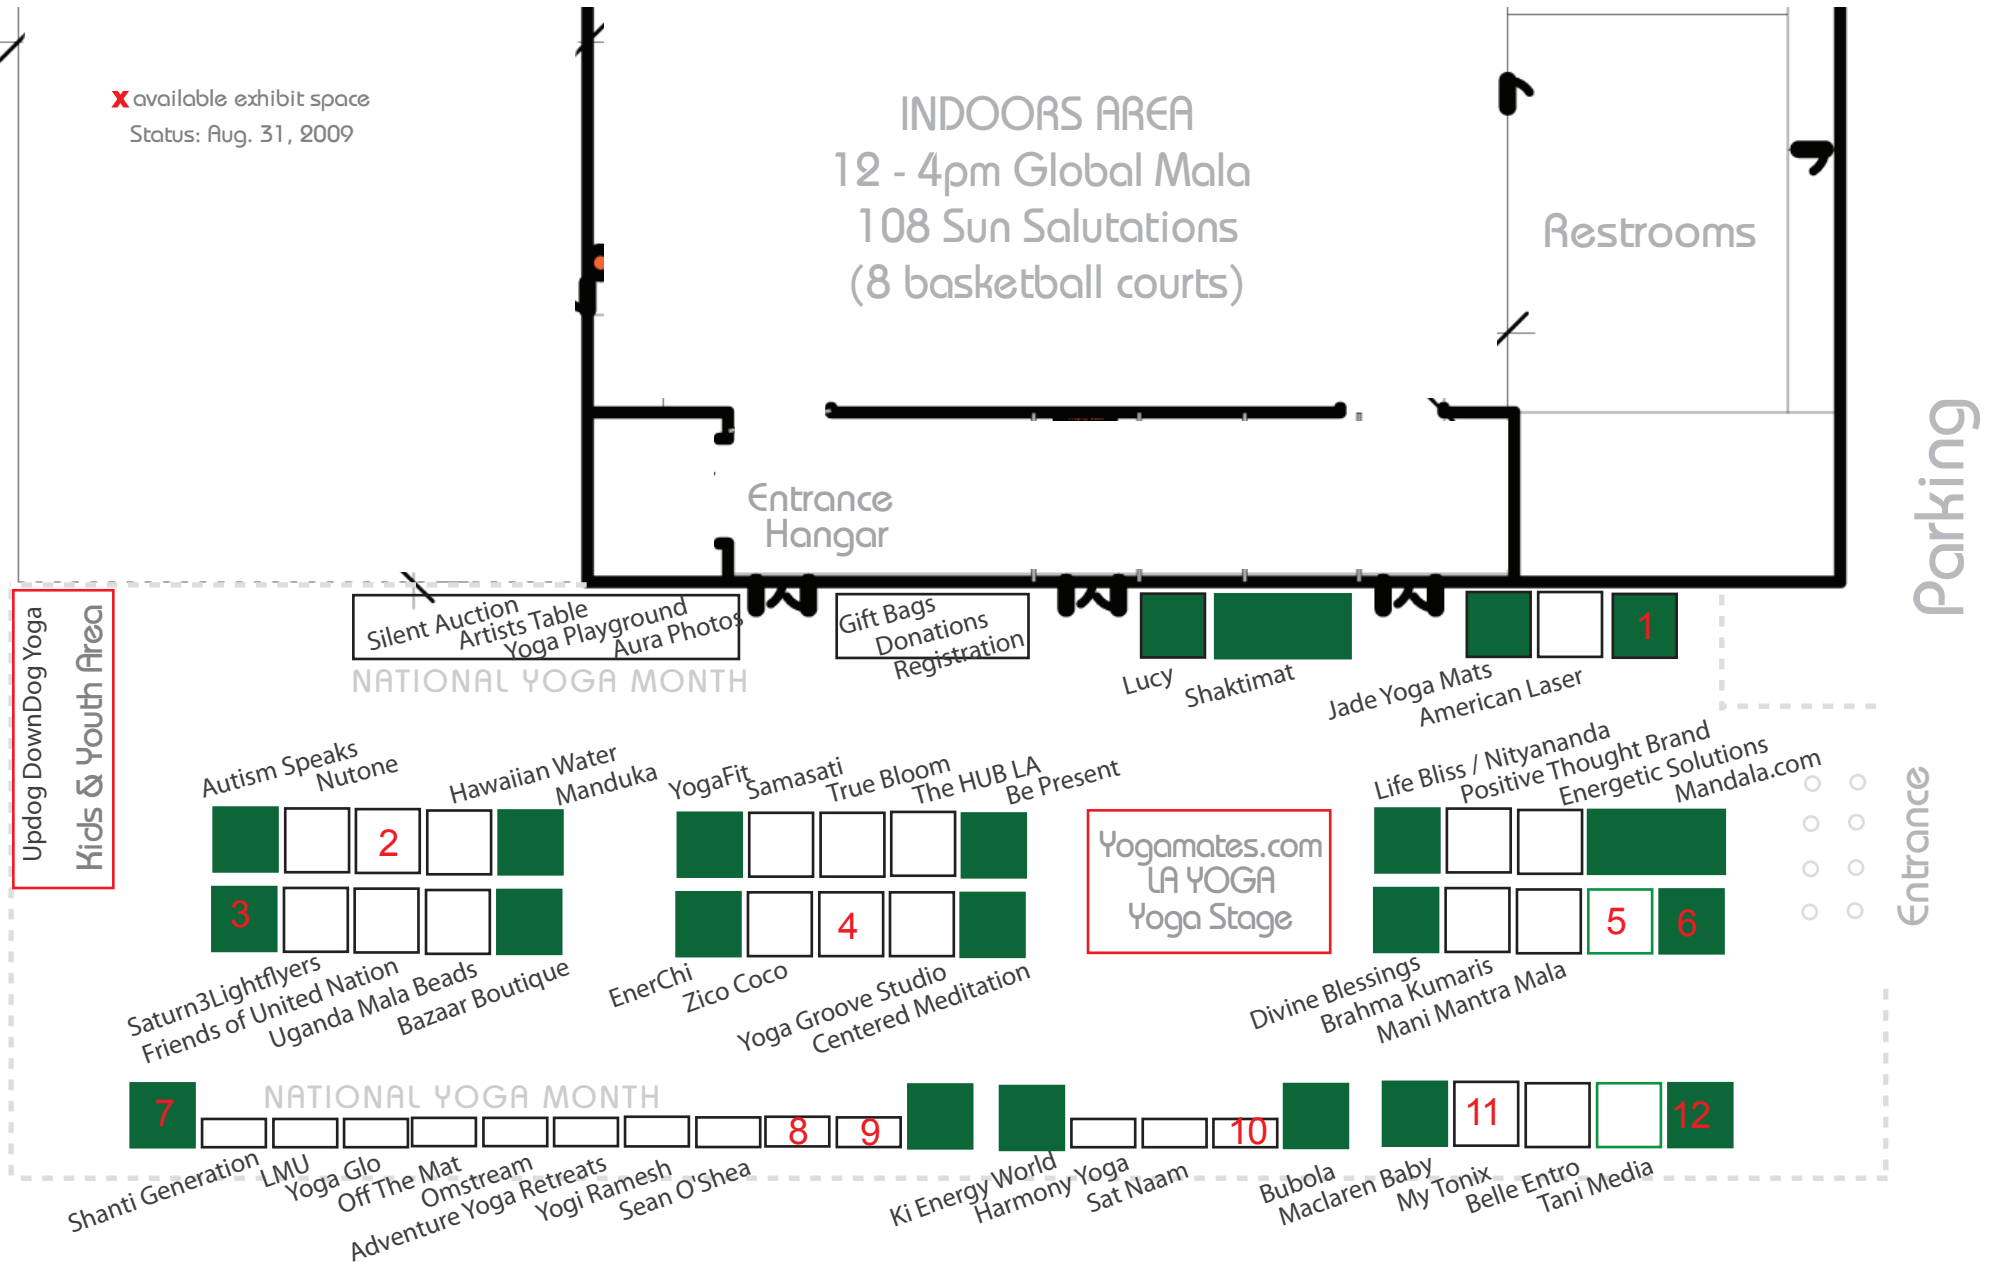 x available exhibit space
Status: Aug. 31, 2009
INDOORS AREA
12 - 4pm Global Mala
108 Sun Salutations
(8 basketball courts)
Restrooms
Parking
Entrance
Hangar
Updog DownDog Yoga
Kids & Youth Area
Silent Auction
Artists Table
Yoga Playground
Aura Photos
NATIONAL YOGA MONTH
Gift Bags
Donations
Registration
Lucy
Shaktimat
Jade Yoga Mats
American Laser
1
Autism Speaks
Nutone
Hawaiian Water
Manduka
2
3
Saturn3Lightflyers
Friends of United Nation
Uganda Mala Beads
Bazaar Boutique
YogaFit
Samasati
True Bloom
The HUB LA
Be Present
4
EnerChi
Zico Coco
Yoga Groove Studio
Centered Meditation
Yogamates.com
LA YOGA
Yoga Stage
Life Bliss / Nityananda
Positive Thought Brand
Energetic Solutions
Mandala.com
5
6
Divine Blessings
Brahma Kumaris
Mani Mantra Mala
Entrance
NATIONAL YOGA MONTH
7
8
9
10
11
12
Shanti Generation
LMU
Yoga Glo
Off The Mat
Omstream
Adventure Yoga Retreats
Yogi Ramesh
Sean O'Shea
Ki Energy World
Harmony Yoga
Sat Naam
Bubola
Maclaren Baby
My Tonix
Belle Entro
Tani Media